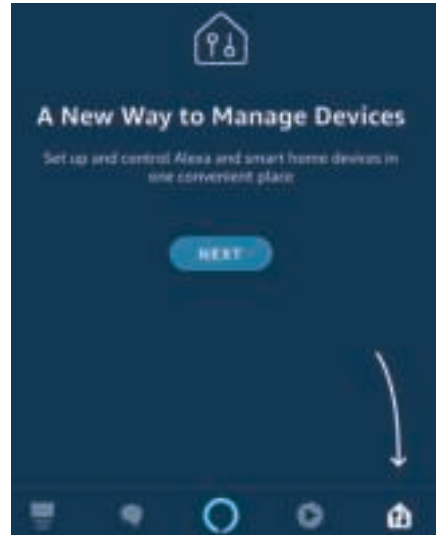 A New Way to Manage Devices
Set up and control Alexa and smart home devices in
one convenient place
NEXT